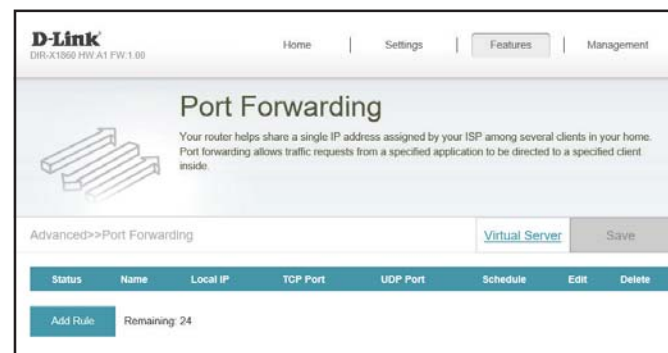 D-Link
DIR-X1860 HW:A1 FW:1.00
Home | Settings | Features | Management
Port Forwarding
Your router helps share a single IP address assigned by your ISP among several clients in your home.
Port forwarding allows traffic requests from a specified application to be directed to a specified client
inside.
Advanced>>Port Forwarding
Virtual Server
Save
Status Name Local IP TCP Port UDP Port Schedule Edit Delete
Add Rule
Remaining: 24